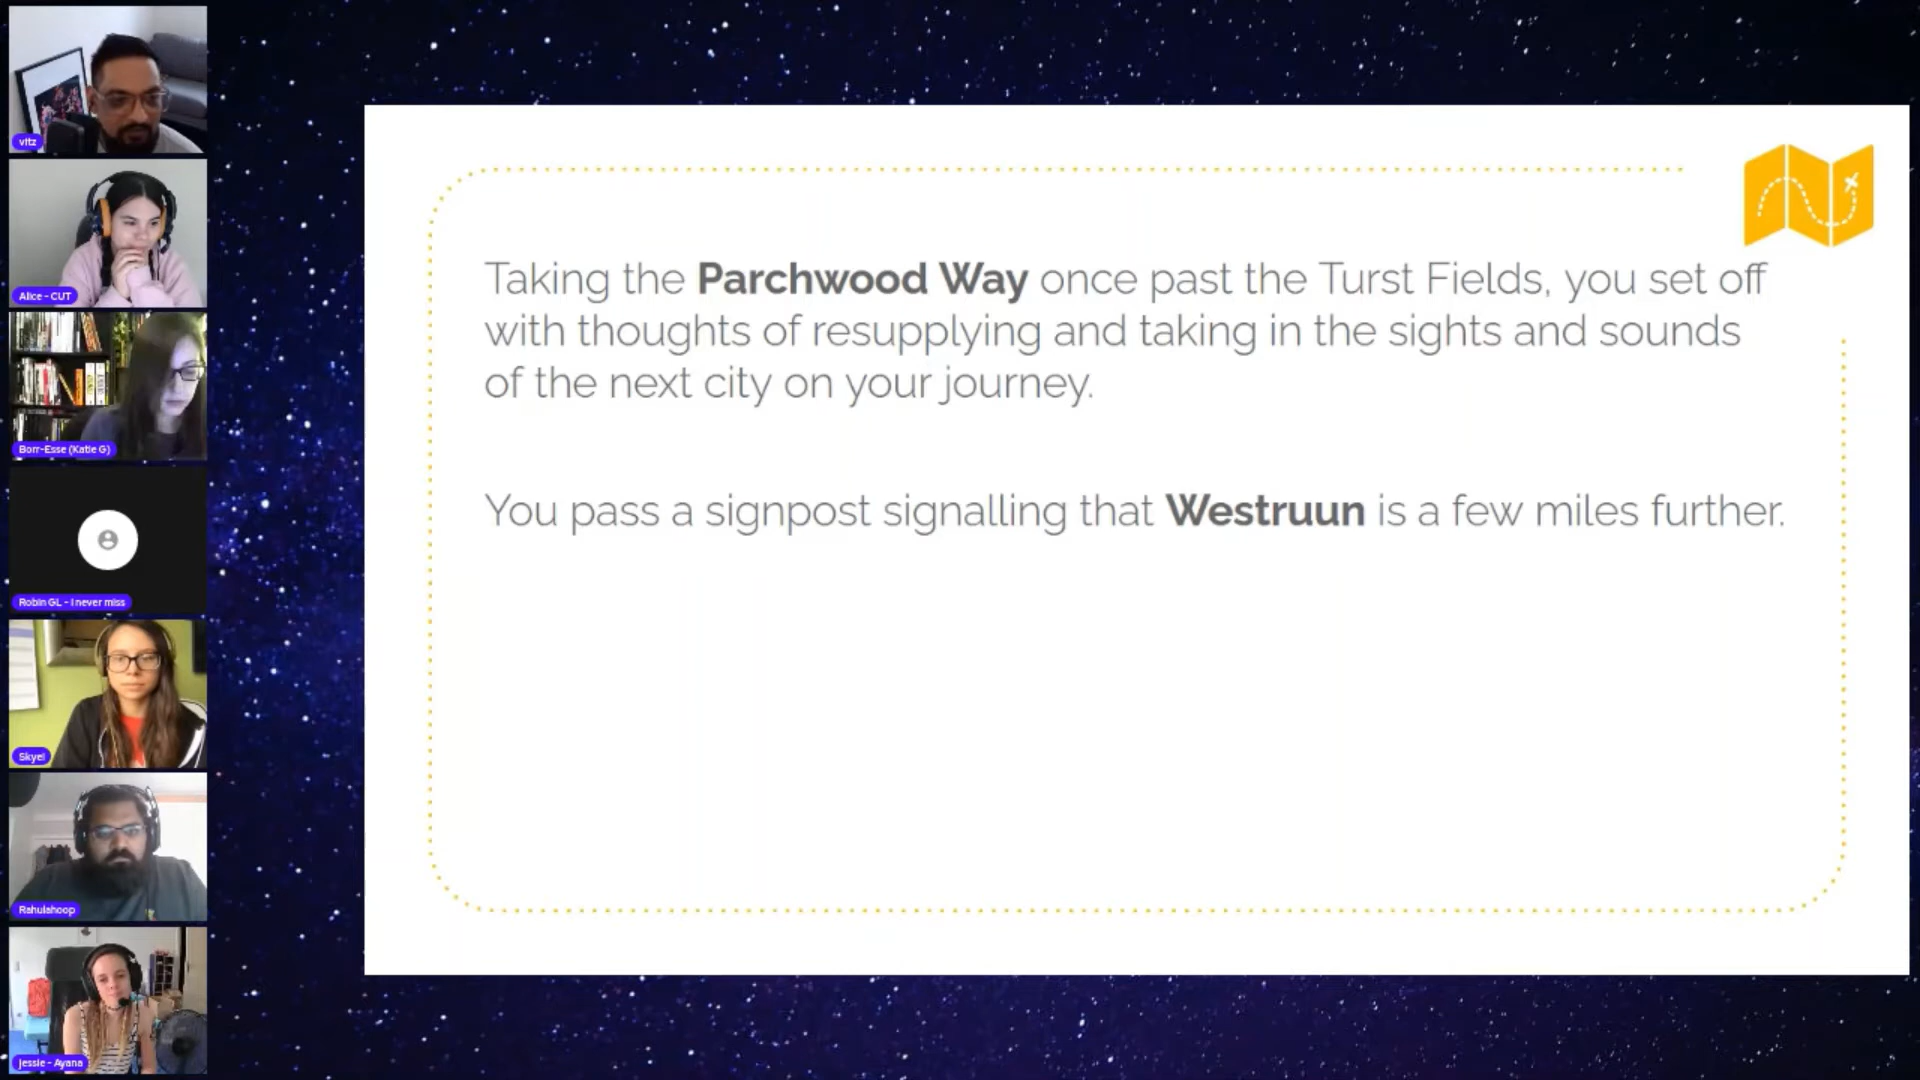 vitz
Alice - CUT
Borr-Esse (Katie G)
Robin GL - I never miss
Skyel
Rahulahoop
Jessie - Ayana
Taking the Parchwood Way once past the Turst Fields, you set off
with thoughts of resupplying and taking in the sights and sounds
of the next city on your journey.
You pass a signpost signalling that Westruun is a few miles further.